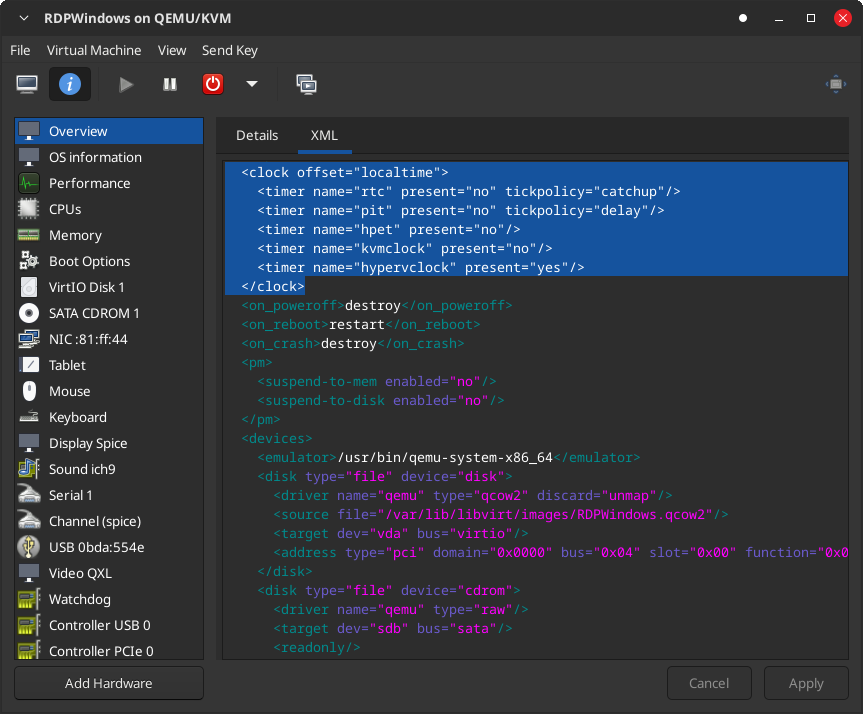 RDPWindows on QEMU/KVM
File Virtual Machine View Send Key
Overview
OS information
Performance
CPUs
Memory
Boot Options
VirtIO Disk 1
SATA CDROM 1
NIC :81:ff:44
Tablet
Mouse
Keyboard
Display Spice
Sound ich9
Serial 1
Channel (spice)
USB 0bda:554e
Video QXL
Watchdog
Controller USB 0
Controller PCIe 0
Add Hardware
Details XML
<clock offset="localtime">
<timer name="rtc" present="no" tickpolicy="catchup"/>
<timer name="pit" present="no" tickpolicy="delay"/>
<timer name="hpet" present="no"/>
<timer name="kvmclock" present="no"/>
<timer name="hypervclock" present="yes"/>
</clock>
<on_poweroff>destroy</on_poweroff>
<on_reboot>restart</on_reboot>
<on_crash>destroy</on_crash>
<pm>
<suspend-to-mem enabled="no"/>
<suspend-to-disk enabled="no"/>
</pm>
<devices>
<emulator>/usr/bin/qemu-system-x86_64</emulator>
<disk type="file" device="disk">
<driver name="qemu" type="qcow2" discard="unmap"/>
<source file="/var/lib/libvirt/images/RDPWindows.qcow2"/>
<target dev="vda" bus="virtio"/>
<address type="pci" domain="0x0000" bus="0x04" slot="0x00" function="0x0
</disk>
<disk type="file" device="cdrom">
<driver name="qemu" type="raw"/>
<target dev="sdb" bus="sata"/>
<readonly/>
Cancel Apply